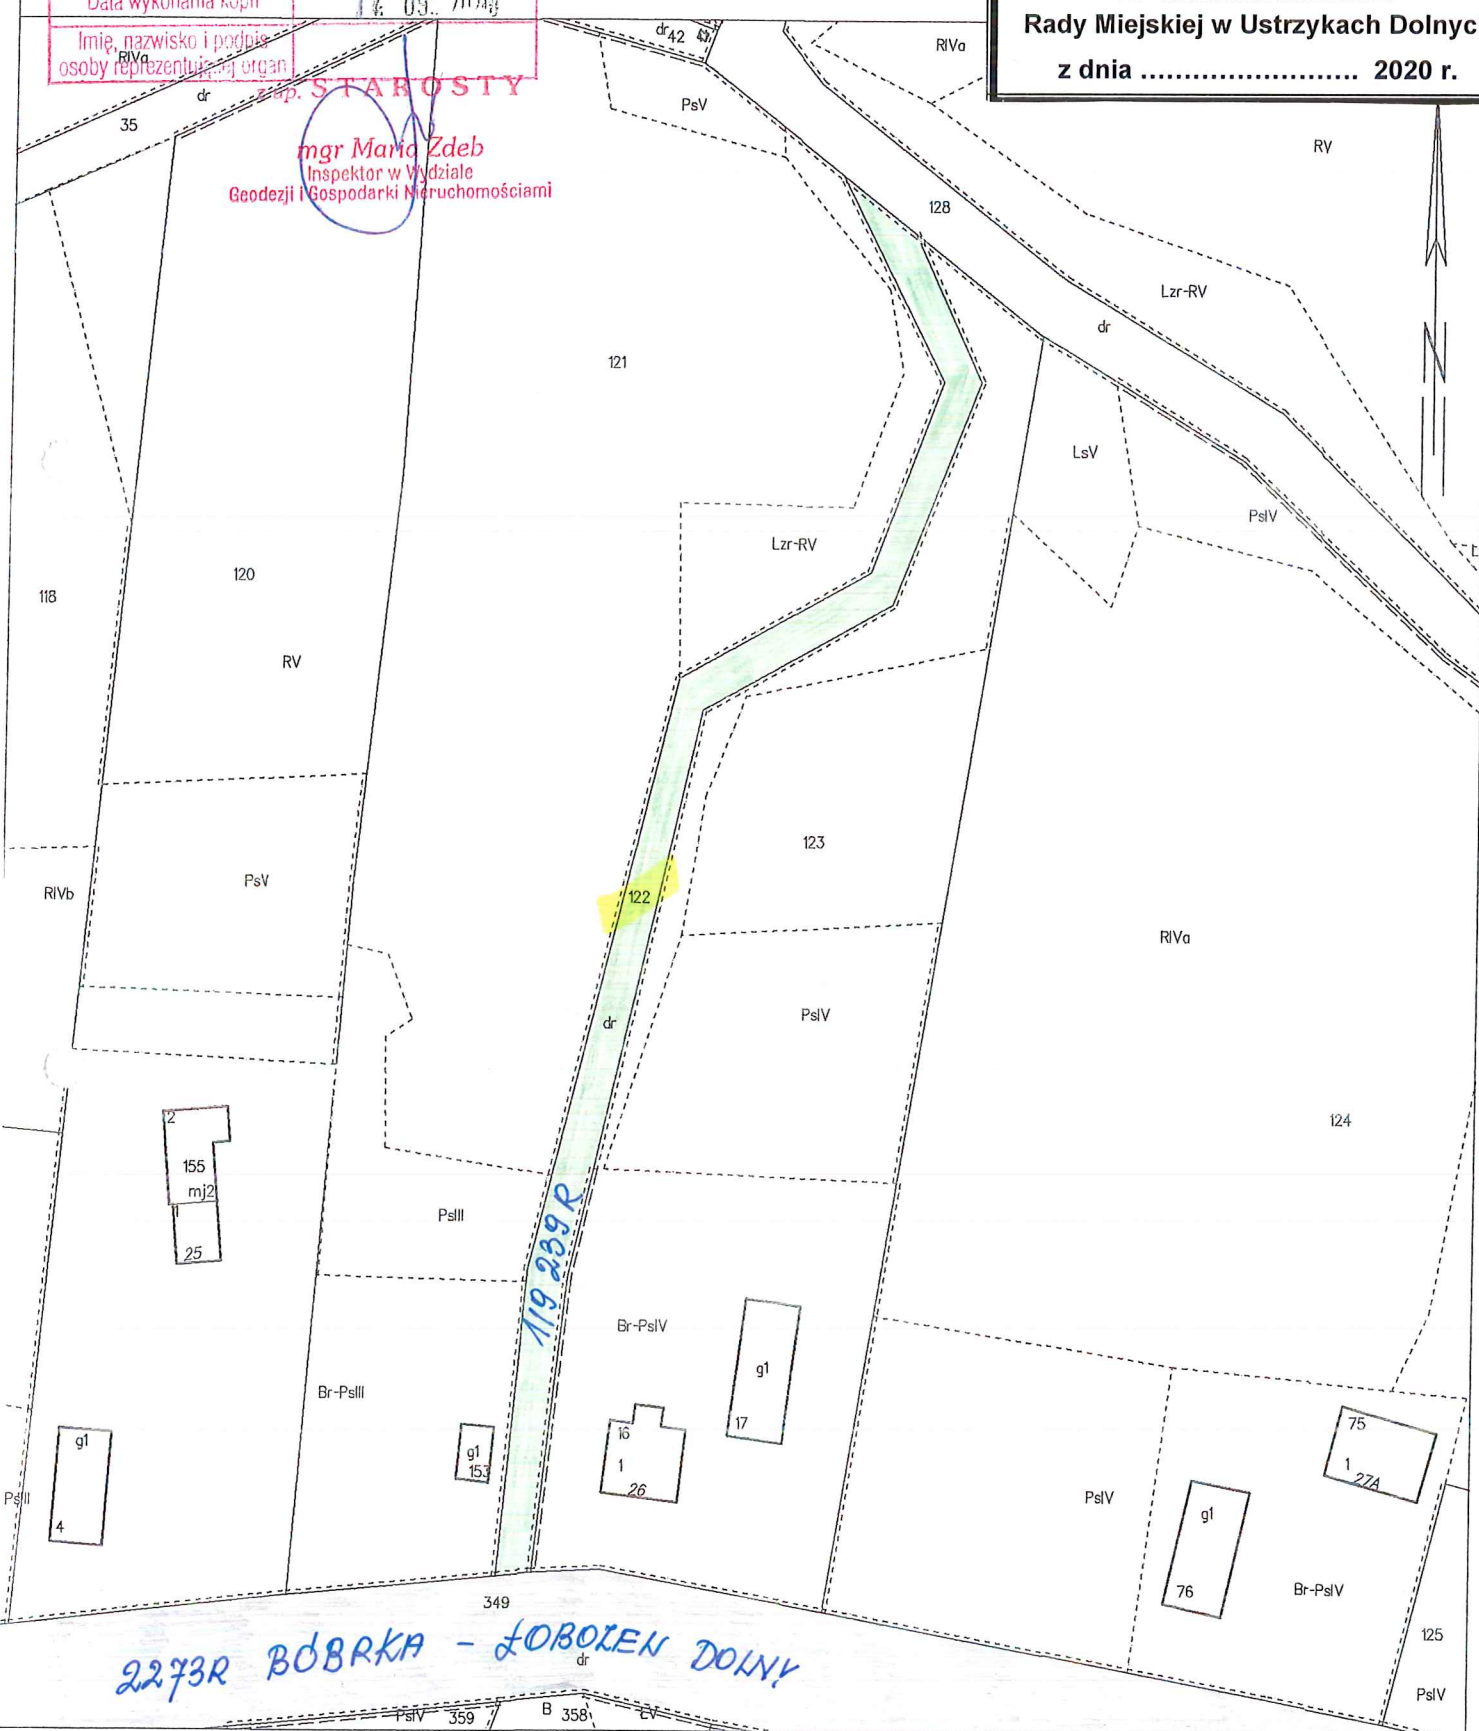 Data wykonania kopii
Imię, nazwisko i podpis
osoby reprezentującej organ
Rady Miejskiej w Ustrzykach Dolnyc
z dnia ........................ 2020 r.
z up. STAROSTY
mgr Maria Zdeb
Inspektor w Wydziale
Geodezji i Gospodarki Nieruchomościami
RIVa
dr
35
dr
42
RIVa
PsV
RV
128
Lzr-RV
dr
N
121
LsV
PsIV
Lzr-RV
120
118
RV
123
122
PsV
RIVb
RIVa
PsIV
dr
124
2
155
mj2
1
25
PsIII
119 239 R
Br-PsIV
g1
17
Br-PsIII
g1
153
16
1
26
g1
4
75
1
27A
PsIV
g1
76
Br-PsIV
349
125
PsIV
2273R BÓBRKA - ŁOBOZEN DOLNY
dr
PsIV
359
B
358
ŁV